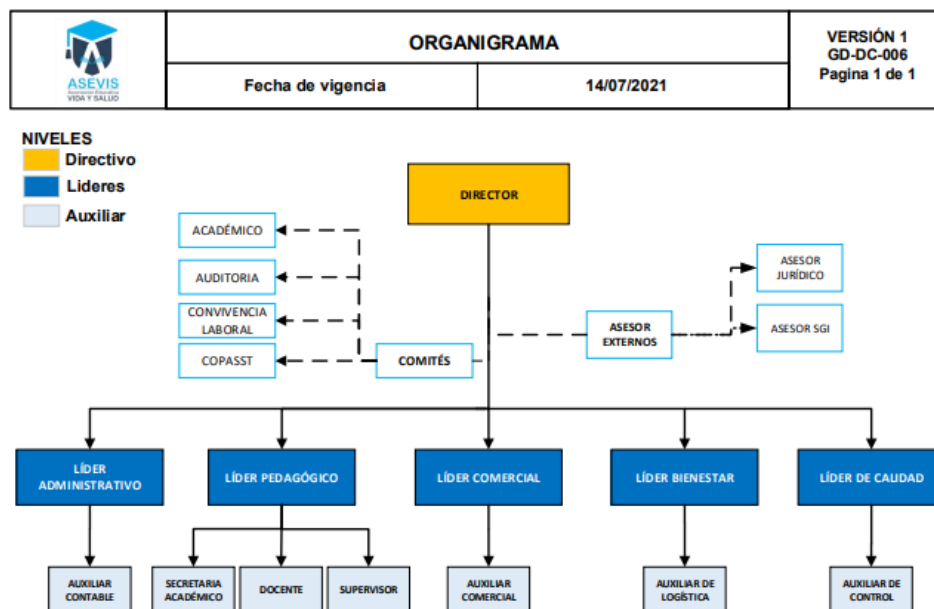 ORGANIGRAMA
VERSIÓN 1
GD-DC-006
Pagina 1 de 1
ASEVIS
Asociación Educativa
VIDA Y SALUD
Fecha de vigencia
14/07/2021
NIVELES
Directivo
Lideres
Auxiliar
DIRECTOR
ACADÉMICO
AUDITORIA
CONVIVENCIA
LABORAL
COPASST
COMITÉS
ASESOR
EXTERNOS
ASESOR
JURÍDICO
ASESOR SGI
LÍDER
ADMINISTRATIVO
LÍDER PEDAGÓGICO
LÍDER COMERCIAL
LÍDER BIENESTAR
LÍDER DE CALIDAD
AUXILIAR
CONTABLE
SECRETARIA
ACADÉMICO
DOCENTE
SUPERVISOR
AUXILIAR
COMERCIAL
AUXILIAR DE
LOGÍSTICA
AUXILIAR DE
CONTROL